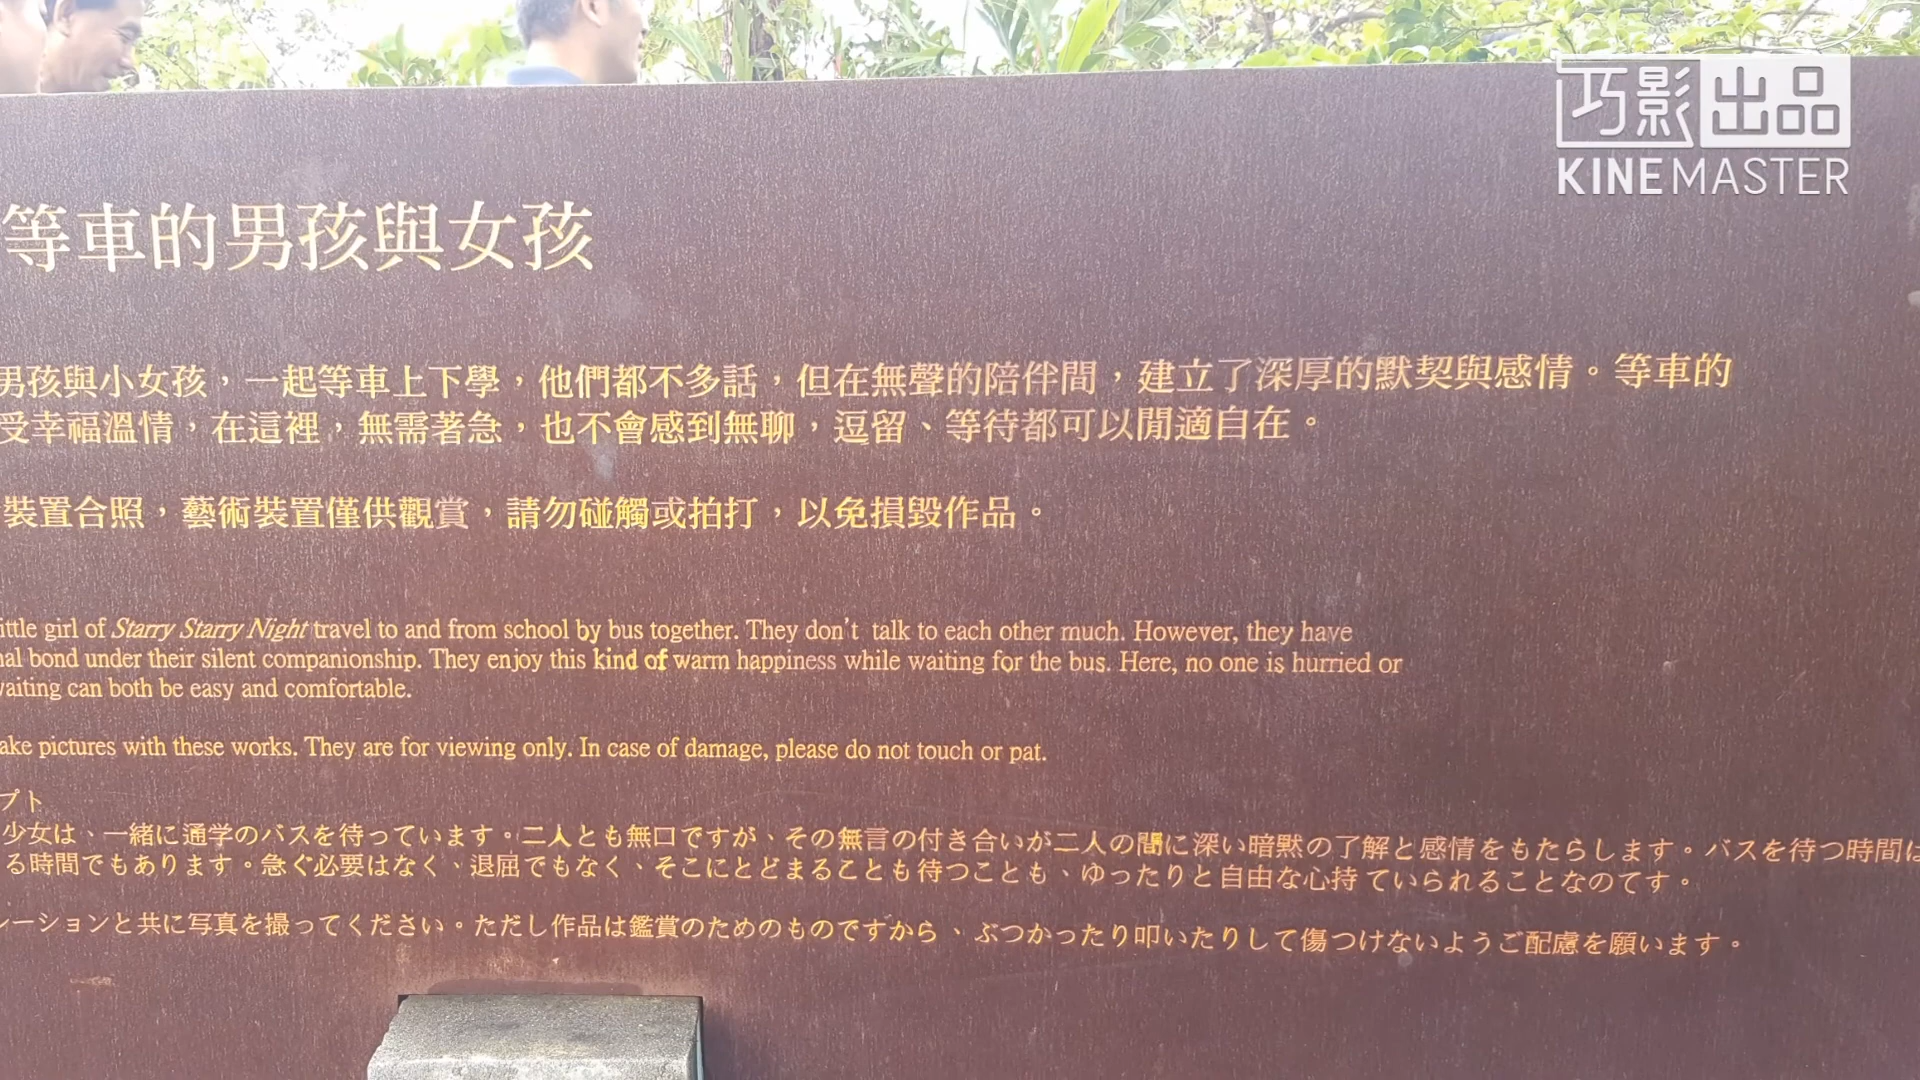 巧影出品
KINEMASTER
等車的男孩與女孩
男孩與小女孩，一起等車上下學，他們都不多話，但在無聲的陪伴間，建立了深厚的默契與感情。等車的
受幸福溫情，在這裡，無需著急，也不會感到無聊，逗留、等待都可以閒適自在。
裝置合照，藝術裝置僅供觀賞，請勿碰觸或拍打，以免損毀作品。
ittle girl of Starry Starry Night travel to and from school by bus together. They don't talk to each other much. However, they have
nal bond under their silent companionship. They enjoy this kind of warm happiness while waiting for the bus. Here, no one is hurried or
waiting can both be easy and comfortable.
ake pictures with these works. They are for viewing only. In case of damage, please do not touch or pat.
プト
少女は、一緒に通学のバスを待っています。二人とも無口ですが、その無言の付き合いが二人の間に深い暗黙の了解と感情をもたらします。バスを待つ時間は
る時間でもあります。急ぐ必要はなく、退屈でもなく、そこにとどまることも待つことも、ゆったりと自由な心持 ていられることなのてす。
レーションと共に写真を撮ってください。ただし作品は鑑賞のためのものですから、ぶつかったり叩いたりして傷つけないようご配慮を願います。